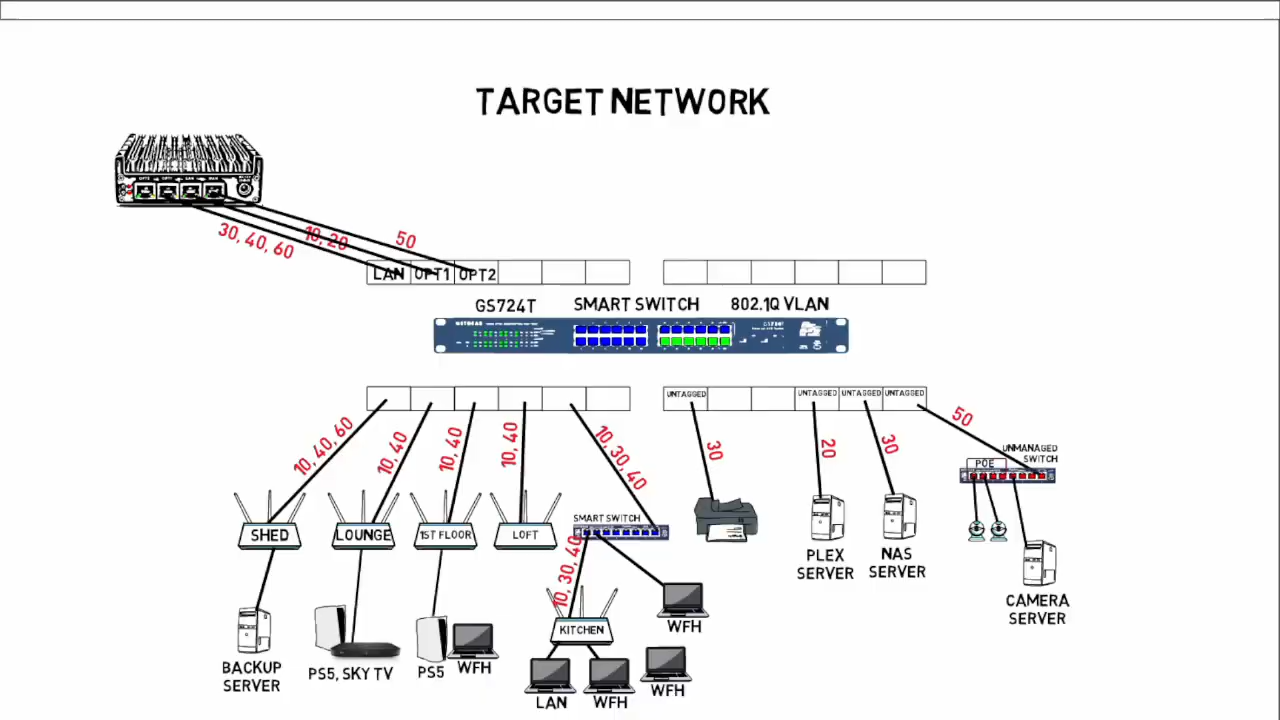 TARGET NETWORK
30, 40, 60
10, 20
50
LAN
OPT1
OPT2
GS724T
SMART SWITCH
802.1Q VLAN
NETGEAR
UNTAGGED
UNTAGGED
UNTAGGED
UNTAGGED
10, 40, 60
10, 40
10, 40
10, 40
10, 30, 40
30
20
30
50
UNMANAGED
SWITCH
POE
SHED
LOUNGE
1ST FLOOR
LOFT
SMART SWITCH
10, 30, 40
KITCHEN
PLEX
SERVER
NAS
SERVER
CAMERA
SERVER
BACKUP
SERVER
PS5, SKY TV
PS5
WFH
WFH
LAN
WFH
WFH